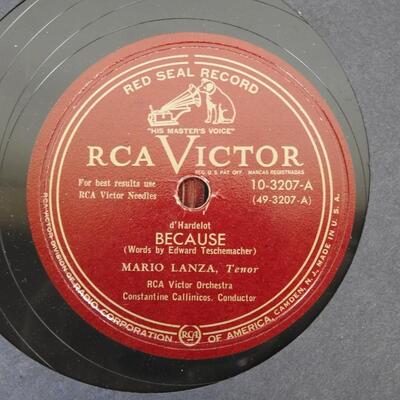 RED SEAL RECORD
"HIS MASTER'S VOICE"
RCA VICTOR
REG. U.S. PAT. OFF. MARCAS REGISTRADAS
For best results use
RCA Victor Needles
10-3207-A
(49-3207-A)
d'Hardelot
BECAUSE
(Words by Edward Teschemacher)
MARIO LANZA, Tenor
RCA Victor Orchestra
Constantine Callinicos, Conductor
RCA VICTOR DIVISION OF RADIO CORPORATION RCA OF AMERICA, CAMDEN, N. J. MADE IN U. S. A.